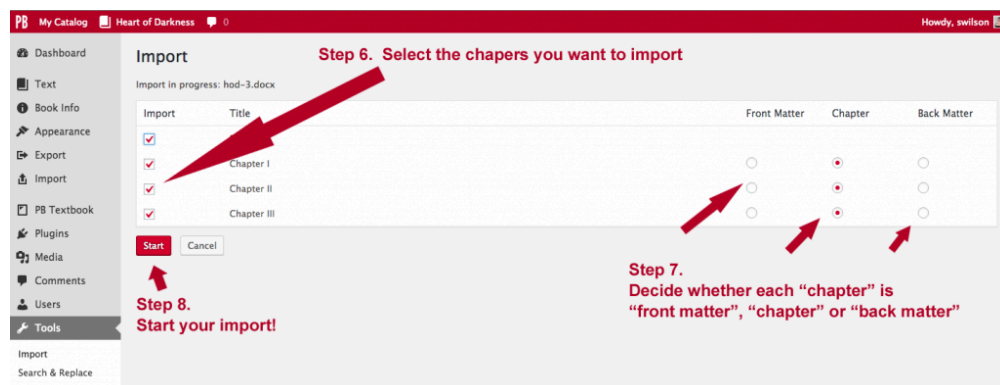 PB My Catalog Heart of Darkness 0 Howdy, swilson
Dashboard
Text
Book Info
Appearance
Export
Import
PB Textbook
Plugins
Media
Comments
Users
Tools
Import
Search & Replace
Import
Step 6. Select the chapers you want to import
Import in progress: hod-3.docx
Import Title Front Matter Chapter Back Matter
Chapter I
Chapter II
Chapter III
Start Cancel
Step 7.
Decide whether each “chapter” is
“front matter”, “chapter” or “back matter”
Step 8.
Start your import!